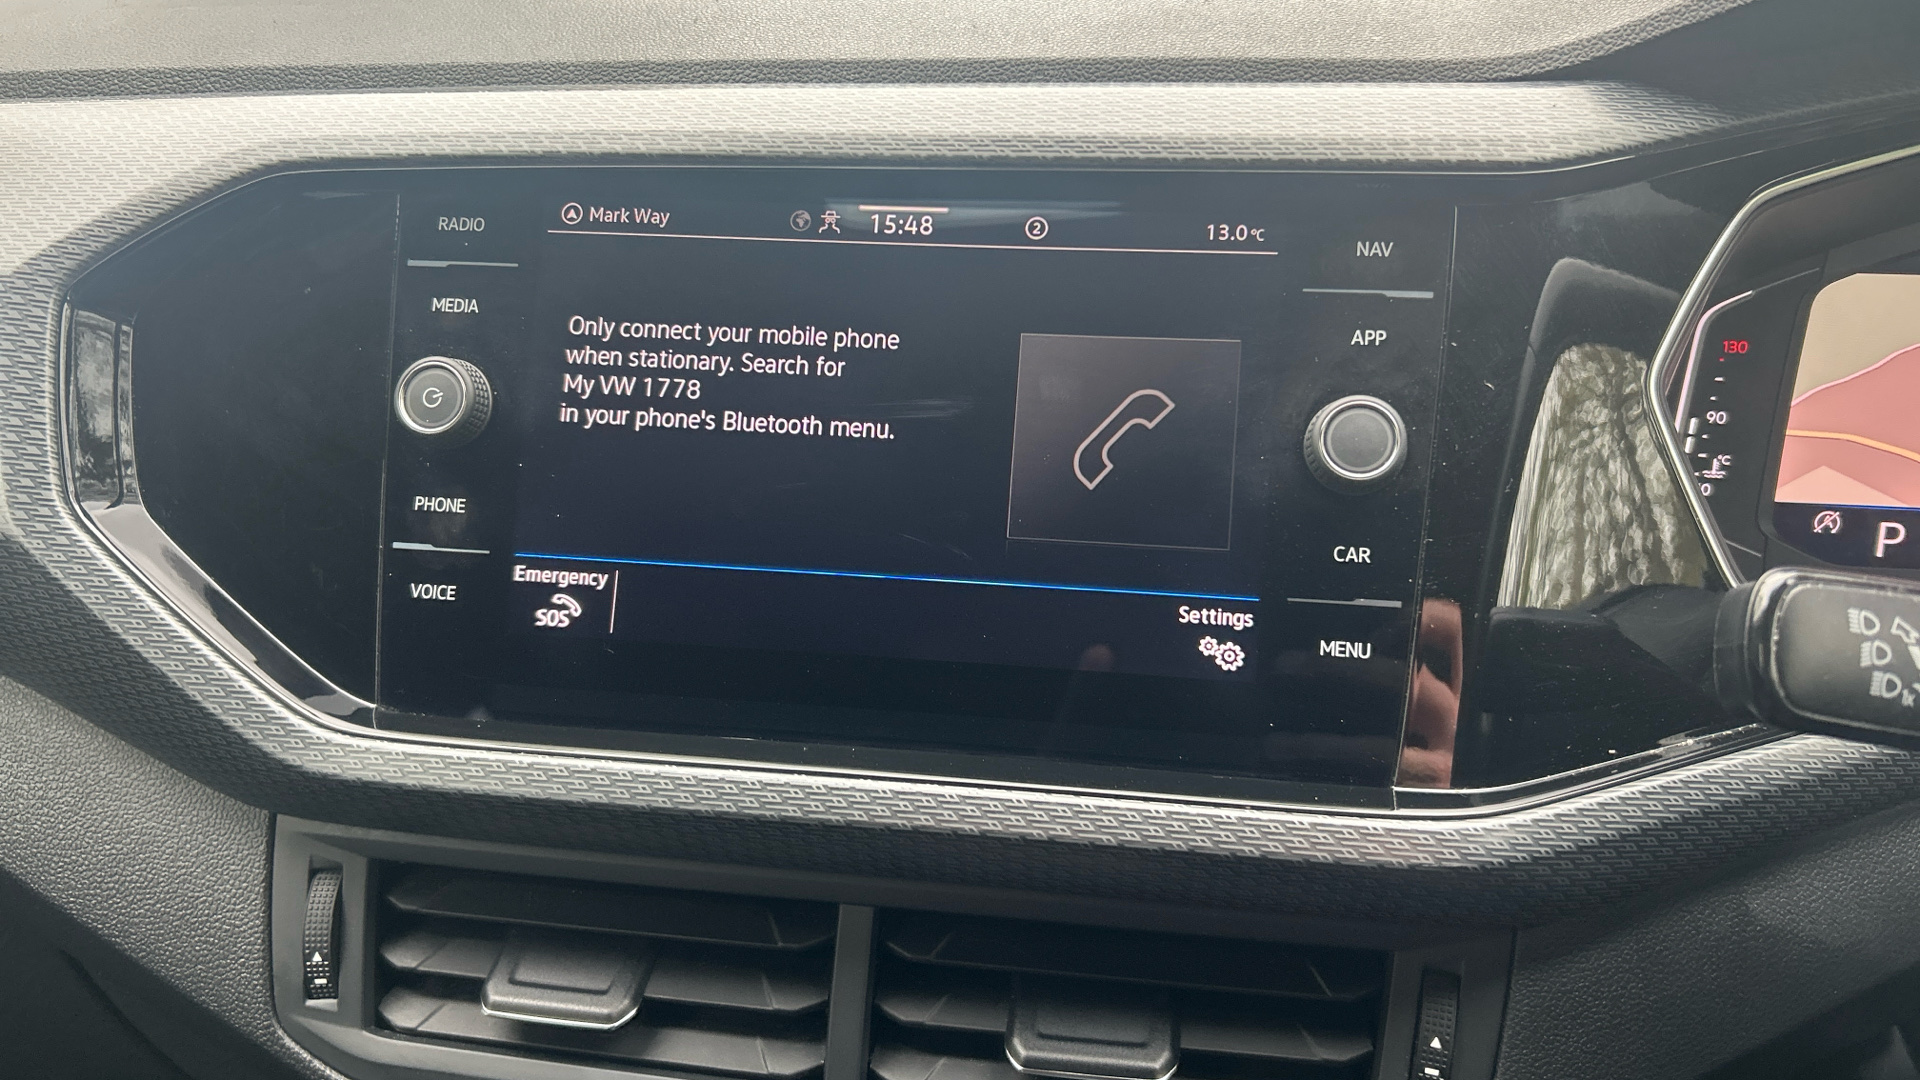 RADIO
MEDIA
PHONE
VOICE
Mark Way
15:48
2
13.0°C
Only connect your mobile phone
when stationary. Search for
My VW 1778
in your phone's Bluetooth menu.
Emergency
SOS
Settings
NAV
APP
CAR
MENU
130
90
°C
P
1x